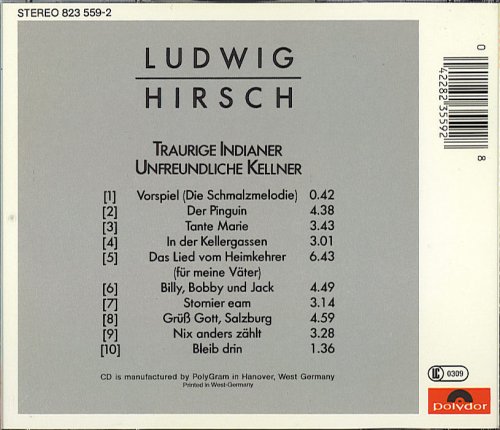 STEREO 823 559-2
LUDWIG
HIRSCH
TRAURIGE INDIANER
UNFREUNDLICHE KELLNER
[1] Vorspiel (Die Schmalzmelodie) 0.42
[2] Der Pinguin 4.38
[3] Tante Marie 3.43
[4] In der Kellergassen 3.01
[5] Das Lied vom Heimkehrer 6.43
(für meine Väter)
[6] Billy, Bobby und Jack 4.49
[7] Stornier eam 3.14
[8] Grüß Gott, Salzburg 4.59
[9] Nix anders zählt 3.28
[10] Bleib drin 1.36
CD is manufactured by PolyGram in Hanover, West Germany
Printed in West-Germany
0 42282 35592 8
LC 0309
polydor